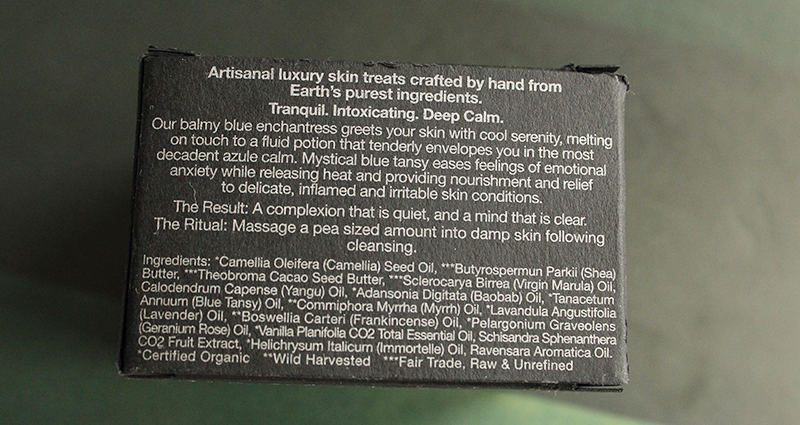 Artisanal luxury skin treats crafted by hand from
Earth's purest ingredients.
Tranquil. Intoxicating. Deep Calm.
Our balmy blue enchantress greets your skin with cool serenity, melting
on touch to a fluid potion that tenderly envelopes you in the most
decadent azule calm. Mystical blue tansy eases feelings of emotional
anxiety while releasing heat and providing nourishment and relief
to delicate, inflamed and irritable skin conditions.
The Result: A complexion that is quiet, and a mind that is clear.
The Ritual: Massage a pea sized amount into damp skin following
cleansing.
Ingredients: *Camellia Oleifera (Camellia) Seed Oil, ***Butyrospermun Parkii (Shea)
Butter, ***Theobroma Cacao Seed Butter, ***Sclerocarya Birrea (Virgin Marula) Oil,
Calodendrum Capense (Yangu) Oil, *Adansonia Digitata (Baobab) Oil, *Tanacetum
Annuum (Blue Tansy) Oil, **Commiphora Myrrha (Myrrh) Oil, *Lavandula Angustifolia
(Lavender) Oil, **Boswellia Carteri (Frankincense) Oil, *Pelargonium Graveolens
(Geranium Rose) Oil, *Vanilla Planifolia CO2 Total Essential Oil, Schisandra Sphenanthera
CO2 Fruit Extract, *Helichrysum Italicum (Immortelle) Oil, Ravensara Aromatica Oil.
*Certified Organic **Wild Harvested ***Fair Trade, Raw & Unrefined